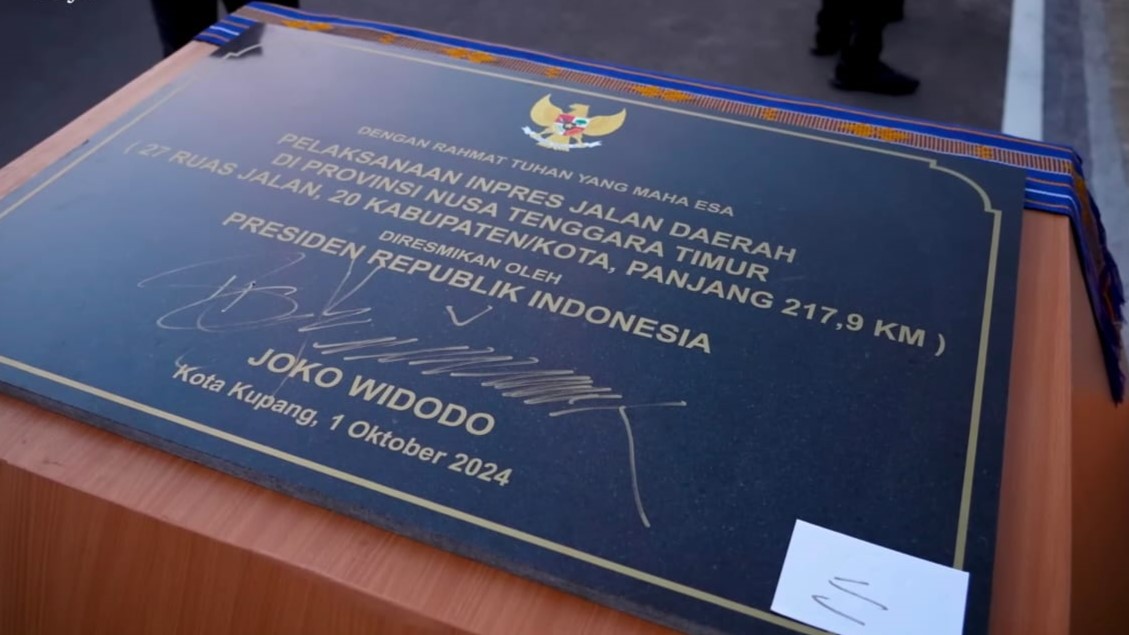 DENGAN RAHMAT TUHAN YANG MAHA ESA
PELAKSANAAN INPRES JALAN DAERAH
DI PROVINSI NUSA TENGGARA TIMUR
( 27 RUAS JALAN, 20 KABUPATEN/KOTA, PANJANG 217,9 KM )
DIRESMIKAN OLEH
PRESIDEN REPUBLIK INDONESIA
JOKO WIDODO
Kota Kupang, 1 Oktober 2024